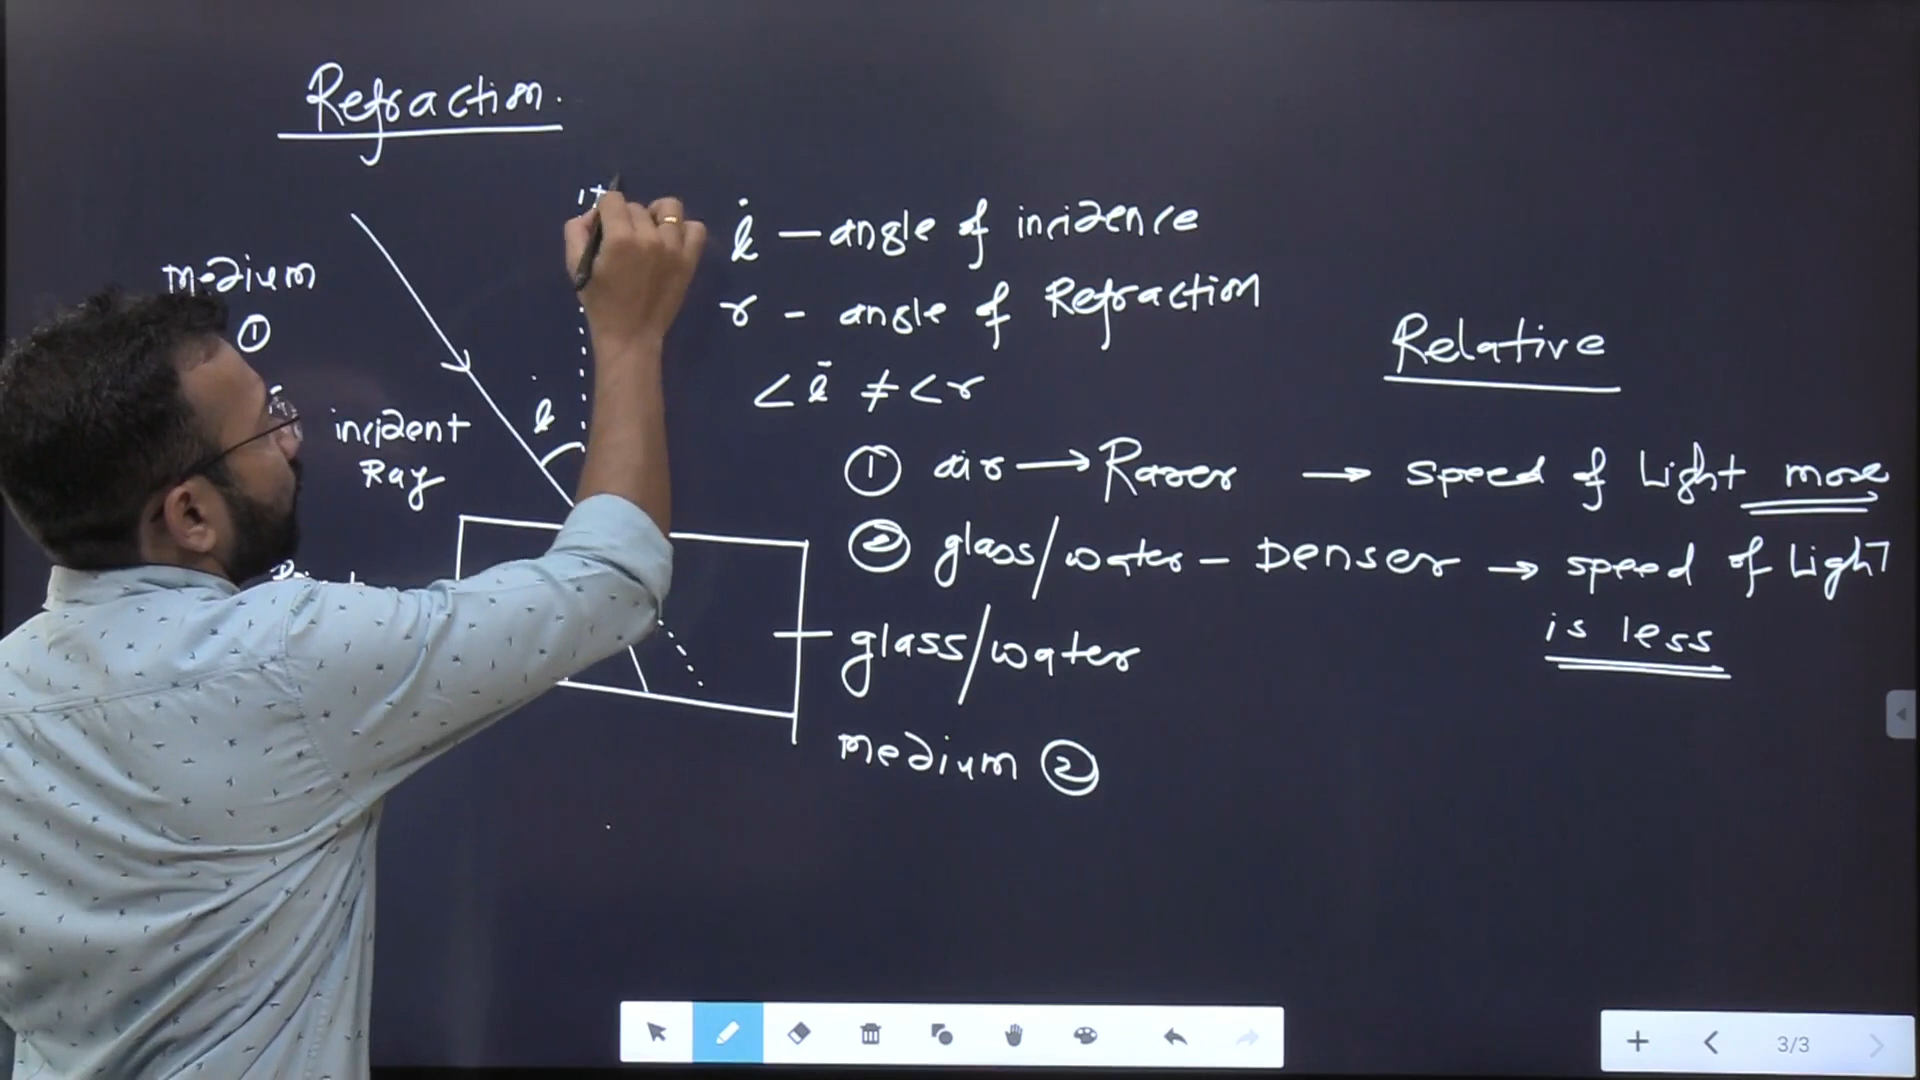 Refraction.
medium
①
incident
Ray
i
i — angle of incidence
r - angle of Refraction
< i ≠ < r
① air → Rarer → speed of Light more
② glass/water - Denser → speed of Light
is less
glass/water
medium ②
Relative
3/3